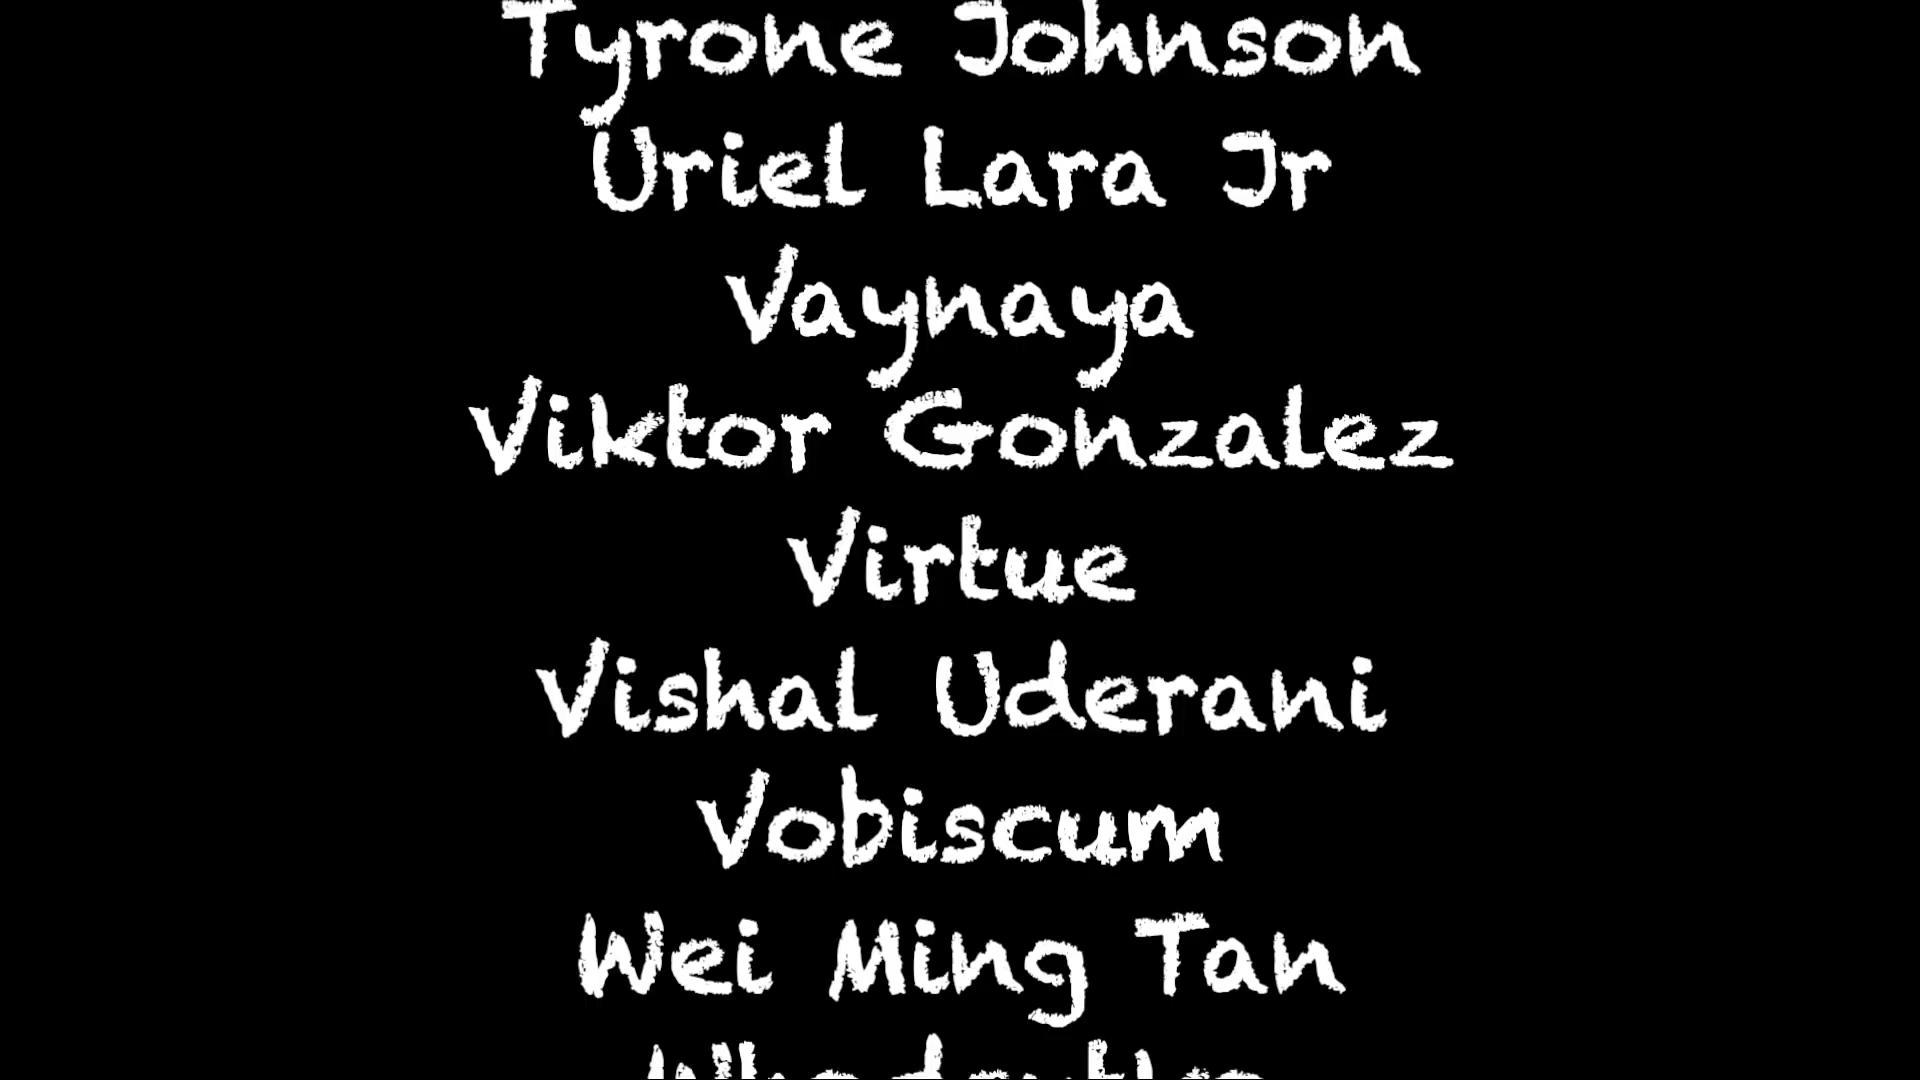 Tyrone Johnson
Uriel Lara Jr
Vaynaya
Viktor Gonzalez
Virtue
Vishal Uderani
Vobiscum
Wei Ming Tan